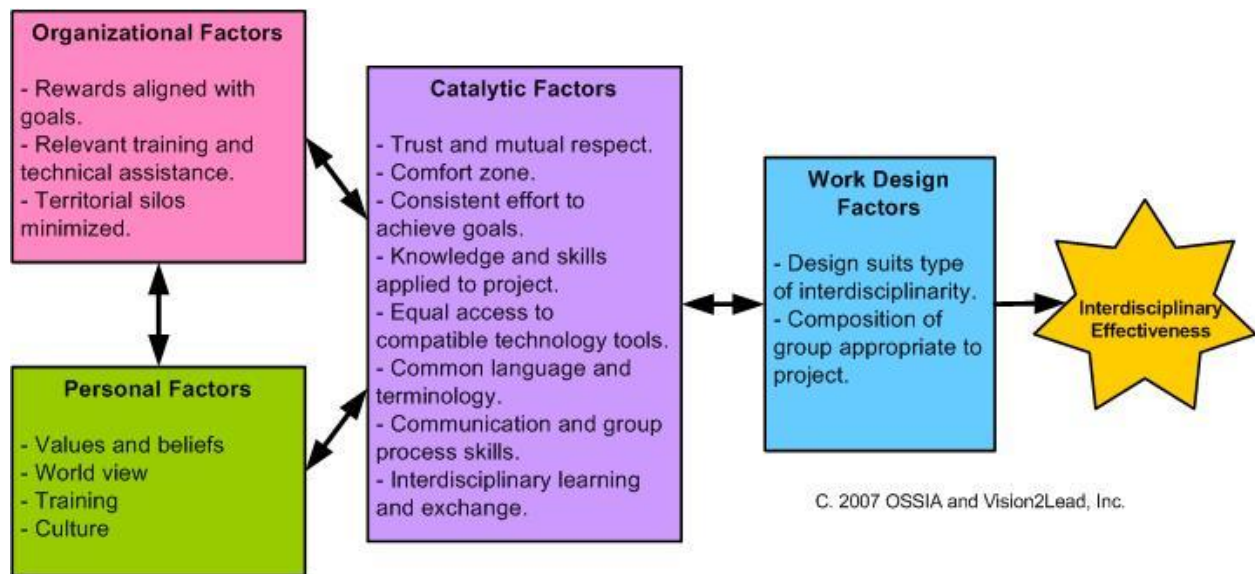 Organizational Factors
- Rewards aligned with
goals.
- Relevant training and
technical assistance.
- Territorial silos
minimized.
Personal Factors
- Values and beliefs
- World view
- Training
- Culture
Catalytic Factors
- Trust and mutual respect.
- Comfort zone.
- Consistent effort to
achieve goals.
- Knowledge and skills
applied to project.
- Equal access to
compatible technology tools.
- Common language and
terminology.
- Communication and group
process skills.
- Interdisciplinary learning
and exchange.
Work Design
Factors
- Design suits type
of interdisciplinarity.
- Composition of
group appropriate to
project.
Interdisciplinary
Effectiveness
C. 2007 OSSIA and Vision2Lead, Inc.